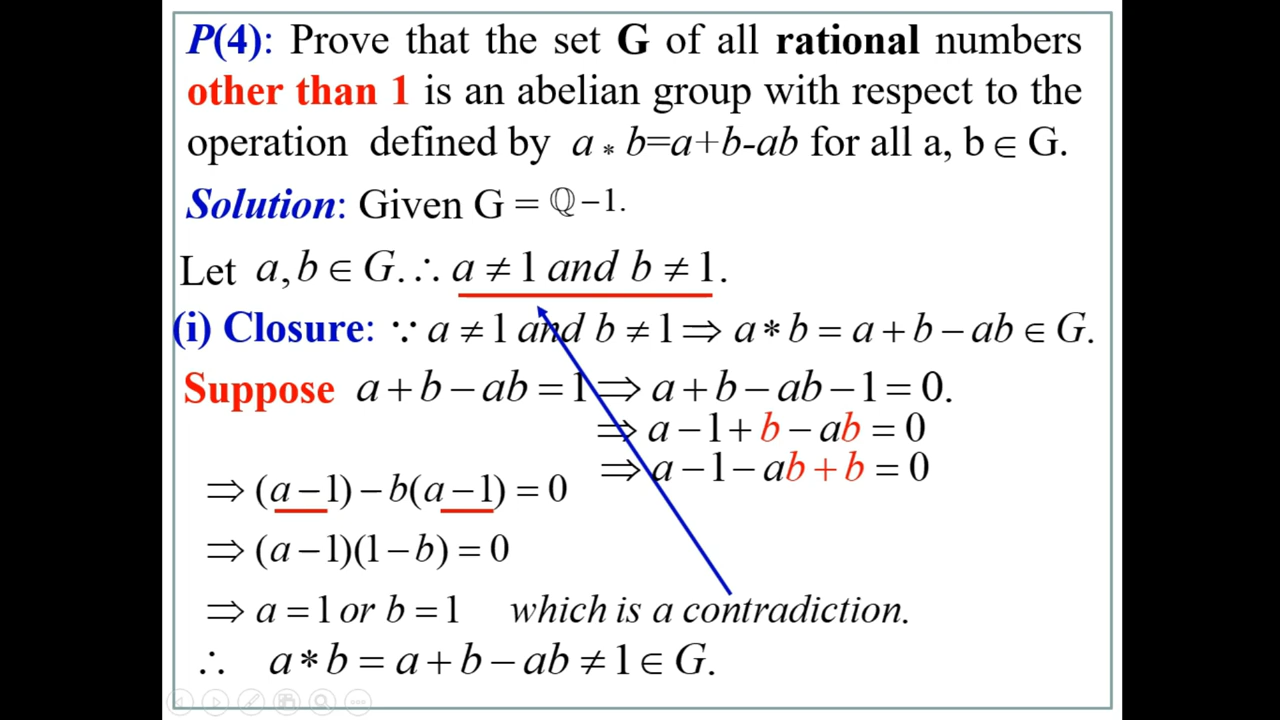 P(4): Prove that the set G of all rational numbers
other than 1 is an abelian group with respect to the
operation defined by a * b=a+b-ab for all a, b ∈ G.
Solution: Given G = ℚ −1.
Let a, b ∈ G. ∴ a ≠ 1 and b ≠ 1.
(i) Closure: ∵ a ≠ 1 and b ≠ 1 ⇒ a * b = a + b − ab ∈ G.
Suppose a + b − ab = 1 ⇒ a + b − ab − 1 = 0.
⇒ a − 1 + b − ab = 0
⇒ a − 1 − ab + b = 0
⇒ (a − 1) − b(a − 1) = 0
⇒ (a − 1)(1 − b) = 0
⇒ a = 1 or b = 1 which is a contradiction.
∴ a * b = a + b − ab ≠ 1 ∈ G.